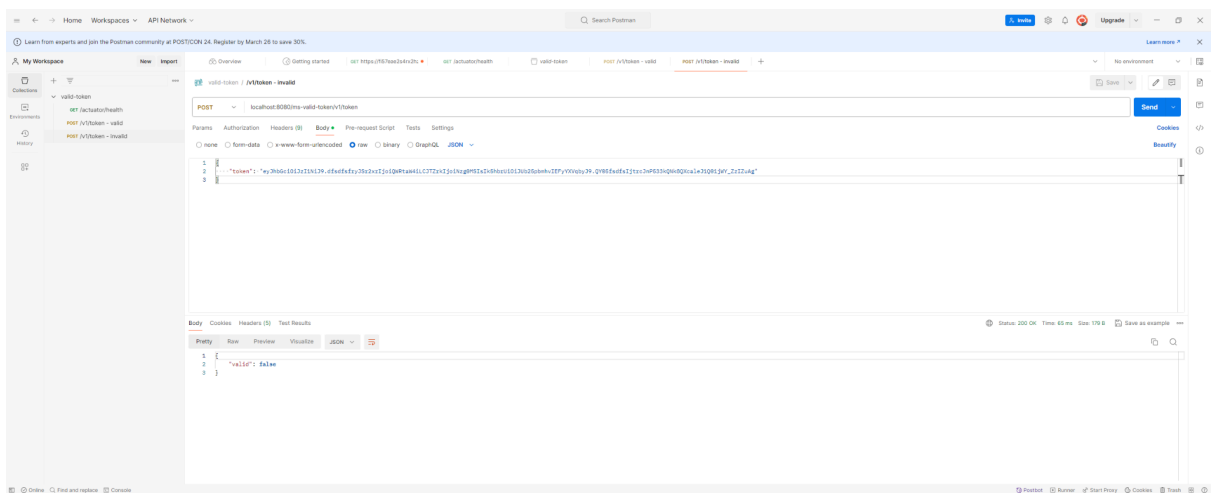 Home Workspaces API Network Search Postman Invite Upgrade
Learn from experts and join the Postman community at POST/CON 24. Register by March 26 to save 30%. Learn more
My Workspace New Import Overview Getting started GET /actuator/health valid-token POST /v1/token - valid POST /v1/token - invalid No environment
Collections
Environments
History
valid-token
GET /actuator/health
POST /v1/token - valid
POST /v1/token - invalid
valid-token / /v1/token - invalid Save
POST localhost:8080/ms-valid-token/v1/token Send
Params Authorization Headers (9) Body Pre-request Script Tests Settings Cookies
none form-data x-www-form-urlencoded raw binary GraphQL JSON Beautify
1 {
2 "token":
3 }
Body Cookies Headers (5) Test Results Status: 200 OK Time: 65 ms Size: 179 B Save as example
Pretty Raw Preview Visualize JSON
1 {
2 "valid": false
3 }
Online Find and replace Console Postbot Runner Start Proxy Cookies Trash